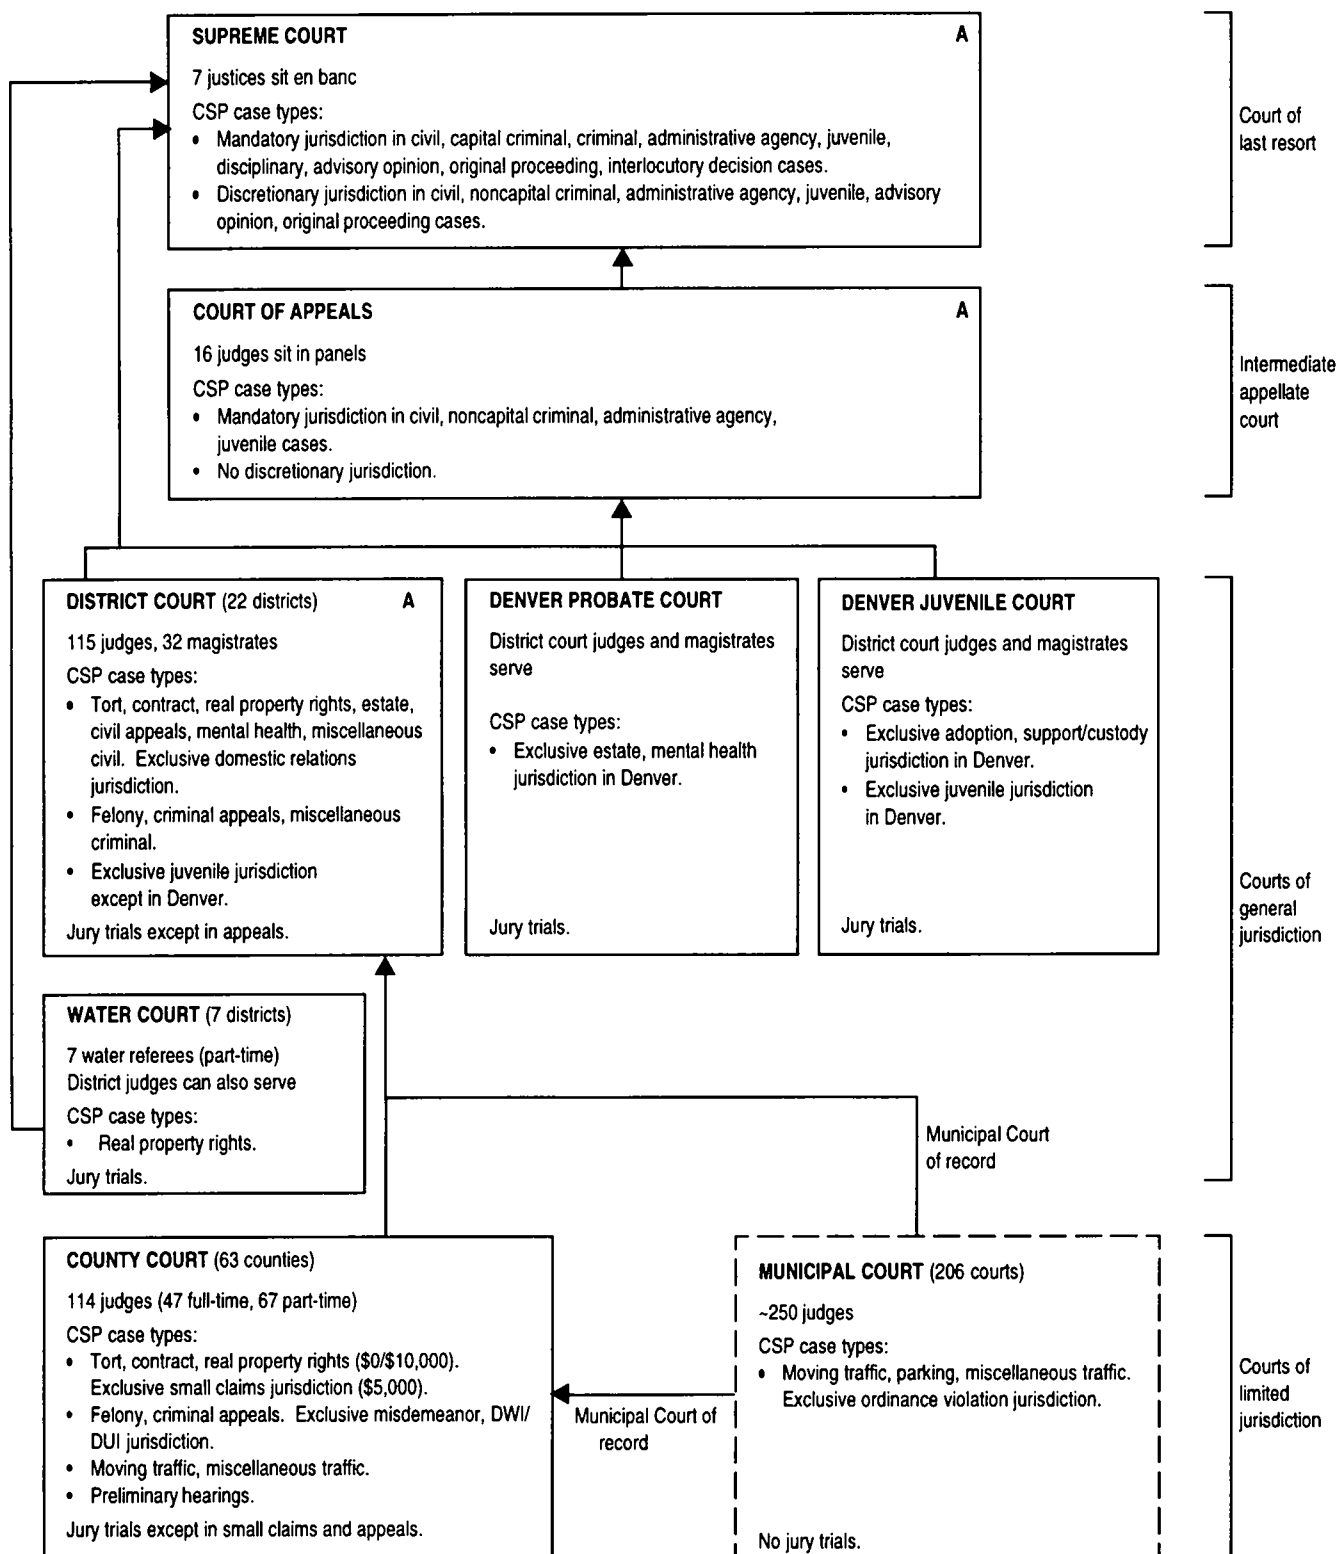 SUPREME COURT A
7 justices sit en banc
CSP case types:
• Mandatory jurisdiction in civil, capital criminal, criminal, administrative agency, juvenile,
disciplinary, advisory opinion, original proceeding, interlocutory decision cases.
• Discretionary jurisdiction in civil, noncapital criminal, administrative agency, juvenile, advisory
opinion, original proceeding cases.
Court of
last resort
COURT OF APPEALS A
16 judges sit in panels
CSP case types:
• Mandatory jurisdiction in civil, noncapital criminal, administrative agency,
juvenile cases.
• No discretionary jurisdiction.
Intermediate
appellate
court
DISTRICT COURT (22 districts) A
115 judges, 32 magistrates
CSP case types:
• Tort, contract, real property rights, estate,
civil appeals, mental health, miscellaneous
civil. Exclusive domestic relations
jurisdiction.
• Felony, criminal appeals, miscellaneous
criminal.
• Exclusive juvenile jurisdiction
except in Denver.
Jury trials except in appeals.
DENVER PROBATE COURT
District court judges and magistrates
serve
CSP case types:
• Exclusive estate, mental health
jurisdiction in Denver.
Jury trials.
DENVER JUVENILE COURT
District court judges and magistrates
serve
CSP case types:
• Exclusive adoption, support/custody
jurisdiction in Denver.
• Exclusive juvenile jurisdiction
in Denver.
Jury trials.
Courts of
general
jurisdiction
WATER COURT (7 districts)
7 water referees (part-time)
District judges can also serve
CSP case types:
• Real property rights.
Jury trials.
Municipal Court
of record
COUNTY COURT (63 counties)
114 judges (47 full-time, 67 part-time)
CSP case types:
• Tort, contract, real property rights ($0/$10,000).
Exclusive small claims jurisdiction ($5,000).
• Felony, criminal appeals. Exclusive misdemeanor, DWI/
DUI jurisdiction.
• Moving traffic, miscellaneous traffic.
• Preliminary hearings.
Jury trials except in small claims and appeals.
Municipal Court of
record
MUNICIPAL COURT (206 courts)
~250 judges
CSP case types:
• Moving traffic, parking, miscellaneous traffic.
Exclusive ordinance violation jurisdiction.
No jury trials.
Courts of
limited
jurisdiction